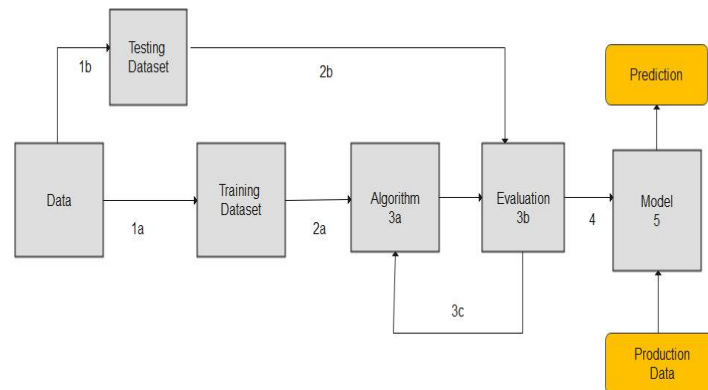 Testing
Dataset
1b
2b
Prediction
Data
1a
Training
Dataset
2a
Algorithm
3a
Evaluation
3b
4
Model
5
3c
Production
Data